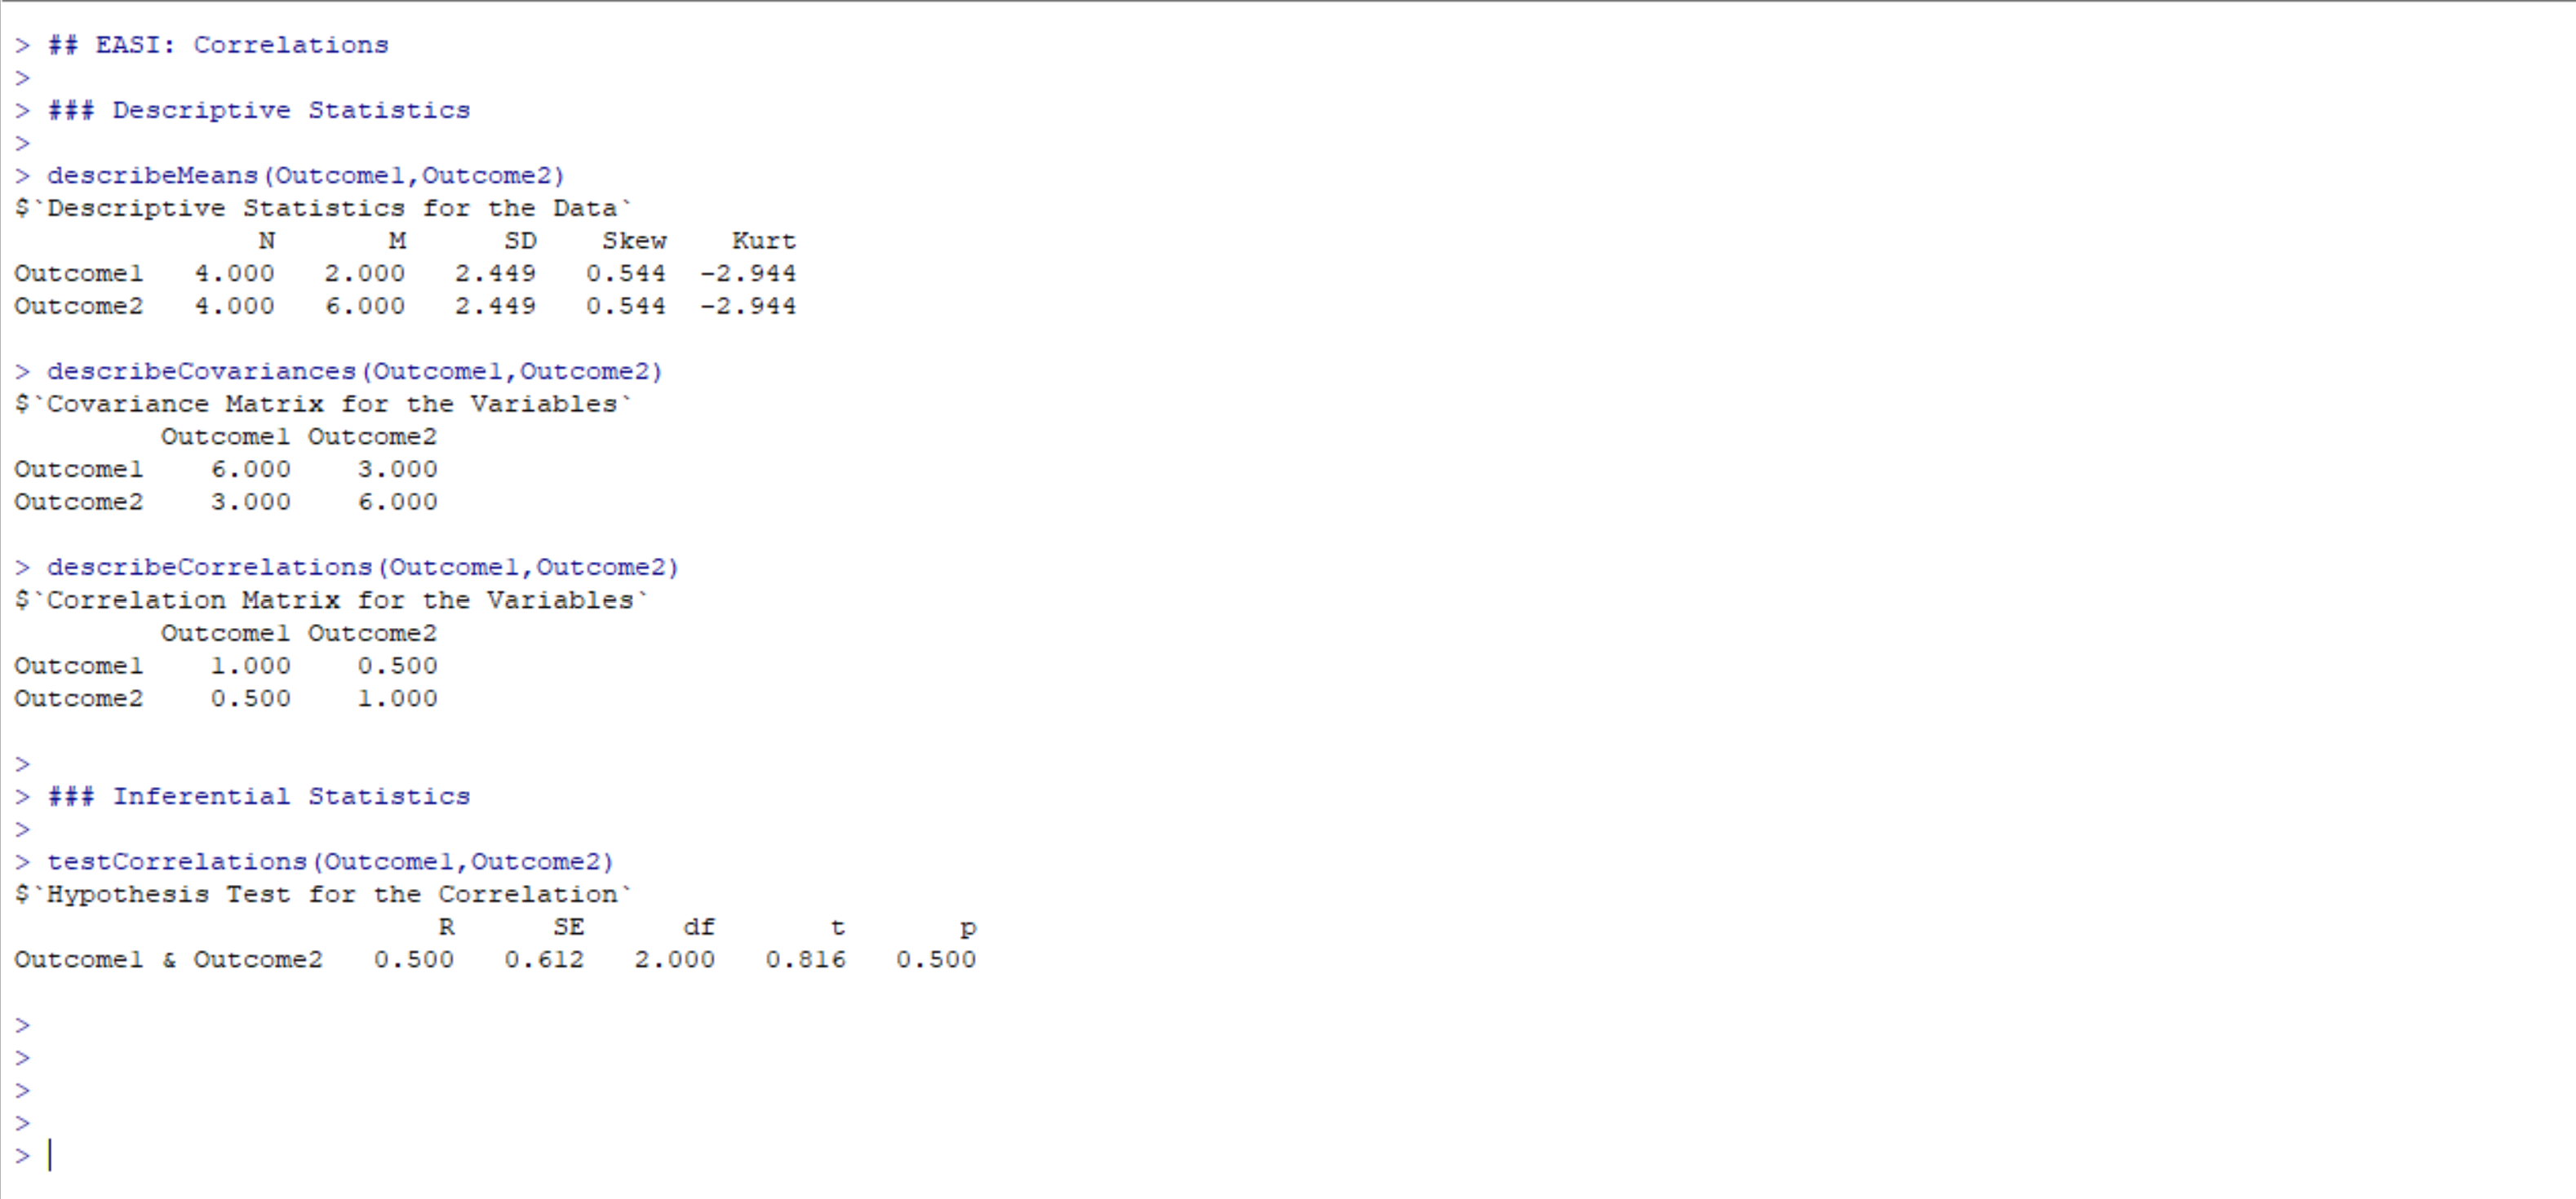 > ## EASI: Correlations
>
> ### Descriptive Statistics
>
> describeMeans(Outcome1,Outcome2)
$`Descriptive Statistics for the Data`
               N       M      SD    Skew    Kurt
Outcome1   4.000   2.000   2.449   0.544  -2.944
Outcome2   4.000   6.000   2.449   0.544  -2.944

> describeCovariances(Outcome1,Outcome2)
$`Covariance Matrix for the Variables`
         Outcome1 Outcome2
Outcome1    6.000    3.000
Outcome2    3.000    6.000

> describeCorrelations(Outcome1,Outcome2)
$`Correlation Matrix for the Variables`
         Outcome1 Outcome2
Outcome1    1.000    0.500
Outcome2    0.500    1.000

>
> ### Inferential Statistics
>
> testCorrelations(Outcome1,Outcome2)
$`Hypothesis Test for the Correlation`
                          R      SE      df       t       p
Outcome1 & Outcome2   0.500   0.612   2.000   0.816   0.500

>
>
>
>
>